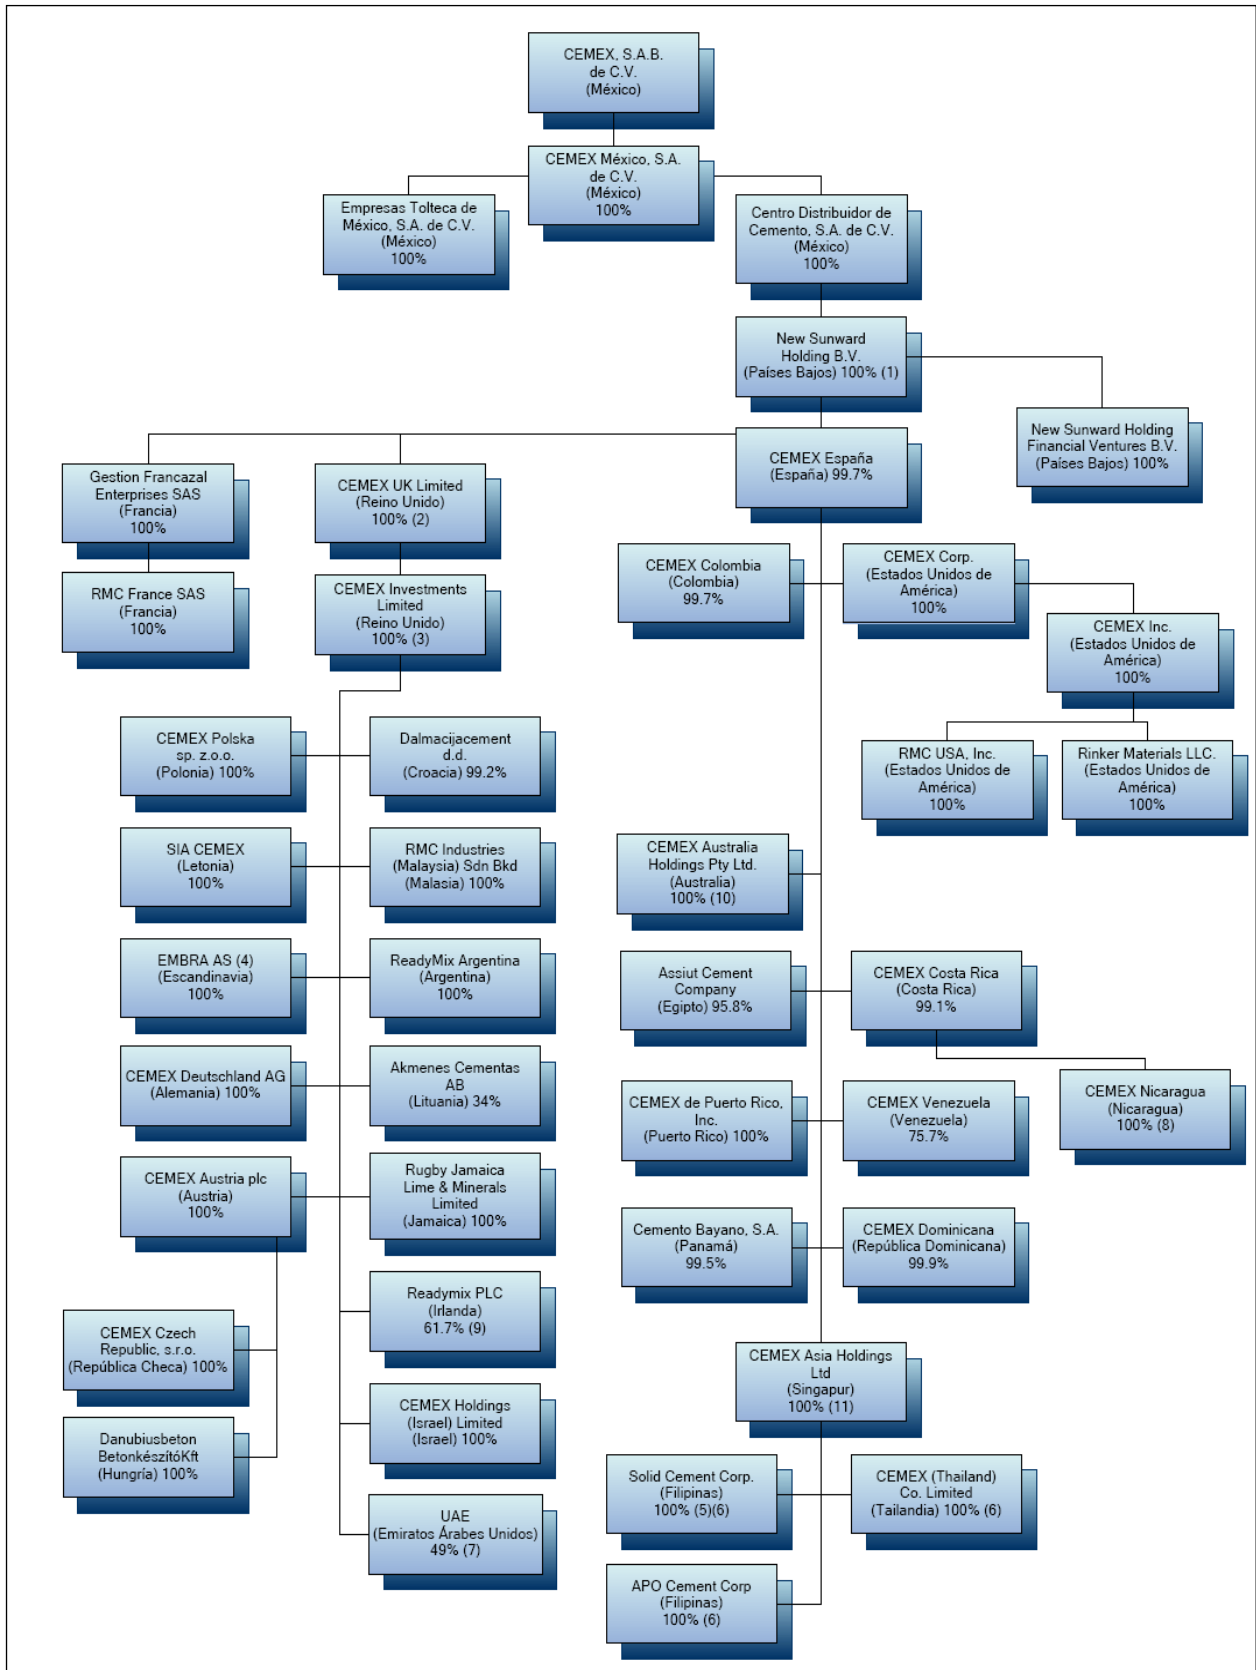 CEMEX, S.A.B.
de C.V.
(México)
CEMEX México, S.A.
de C.V.
(México)
100%
Empresas Tolteca de
México, S.A. de C.V.
(México)
100%
Centro Distribuidor de
Cemento, S.A. de C.V.
(México)
100%
New Sunward
Holding B.V.
(Países Bajos) 100% (1)
New Sunward Holding
Financial Ventures B.V.
(Países Bajos) 100%
CEMEX España
(España) 99.7%
Gestion Francazal
Enterprises SAS
(Francia)
100%
CEMEX UK Limited
(Reino Unido)
100% (2)
RMC France SAS
(Francia)
100%
CEMEX Investments
Limited
(Reino Unido)
100% (3)
CEMEX Colombia
(Colombia)
99.7%
CEMEX Corp.
(Estados Unidos de
América)
100%
CEMEX Inc.
(Estados Unidos de
América)
100%
RMC USA, Inc.
(Estados Unidos de
América)
100%
Rinker Materials LLC.
(Estados Unidos de
América)
100%
CEMEX Polska
sp. z.o.o.
(Polonia) 100%
Dalmacijacement
d.d.
(Croacia) 99.2%
SIA CEMEX
(Letonia)
100%
RMC Industries
(Malaysia) Sdn Bkd
(Malasia) 100%
EMBRA AS (4)
(Escandinavia)
100%
ReadyMix Argentina
(Argentina)
100%
CEMEX Deutschland AG
(Alemania) 100%
Akmenes Cementas
AB
(Lituania) 34%
CEMEX Austria plc
(Austria)
100%
Rugby Jamaica
Lime & Minerals
Limited
(Jamaica) 100%
CEMEX Czech
Republic, s.r.o.
(República Checa) 100%
Readymix PLC
(Irlanda)
61.7% (9)
Danubiusbeton
BetonkészítóKft
(Hungría) 100%
CEMEX Holdings
(Israel) Limited
(Israel) 100%
UAE
(Emiratos Árabes Unidos)
49% (7)
CEMEX Australia
Holdings Pty Ltd.
(Australia)
100% (10)
Assiut Cement
Company
(Egipto) 95.8%
CEMEX Costa Rica
(Costa Rica)
99.1%
CEMEX Nicaragua
(Nicaragua)
100% (8)
CEMEX de Puerto Rico,
Inc.
(Puerto Rico) 100%
CEMEX Venezuela
(Venezuela)
75.7%
Cemento Bayano, S.A.
(Panamá)
99.5%
CEMEX Dominicana
(República Dominicana)
99.9%
CEMEX Asia Holdings
Ltd
(Singapur)
100% (11)
Solid Cement Corp.
(Filipinas)
100% (5)(6)
CEMEX (Thailand)
Co. Limited
(Tailandia) 100% (6)
APO Cement Corp
(Filipinas)
100% (6)